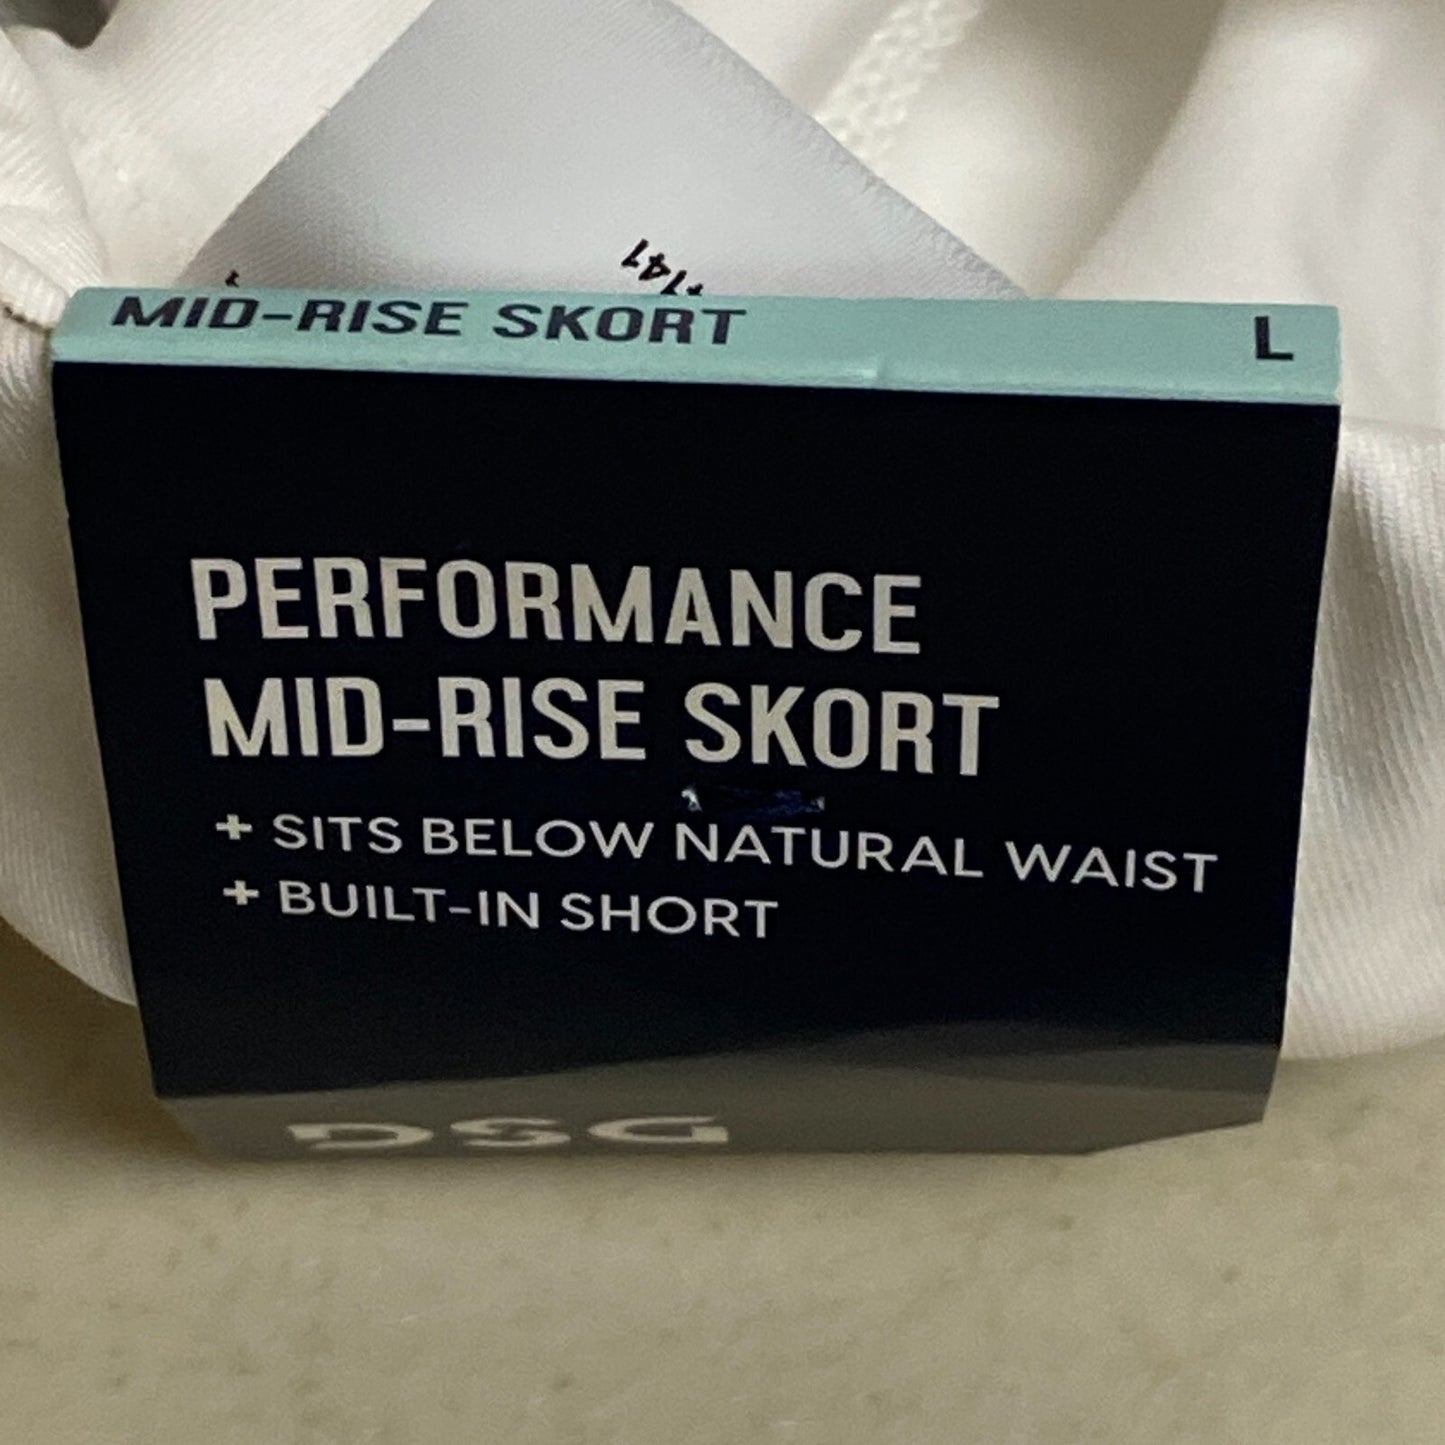 MID-RISE SKORT L
PERFORMANCE
MID-RISE SKORT
+ SITS BELOW NATURAL WAIST
+ BUILT-IN SHORT
DSG